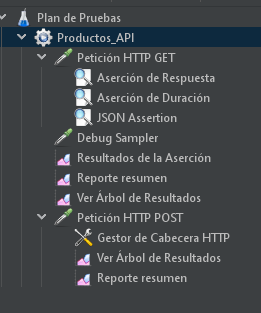 Plan de Pruebas
Productos_API
Petición HTTP GET
Aserción de Respuesta
Aserción de Duración
JSON Assertion
Debug Sampler
Resultados de la Aserción
Reporte resumen
Ver Árbol de Resultados
Petición HTTP POST
Gestor de Cabecera HTTP
Ver Árbol de Resultados
Reporte resumen